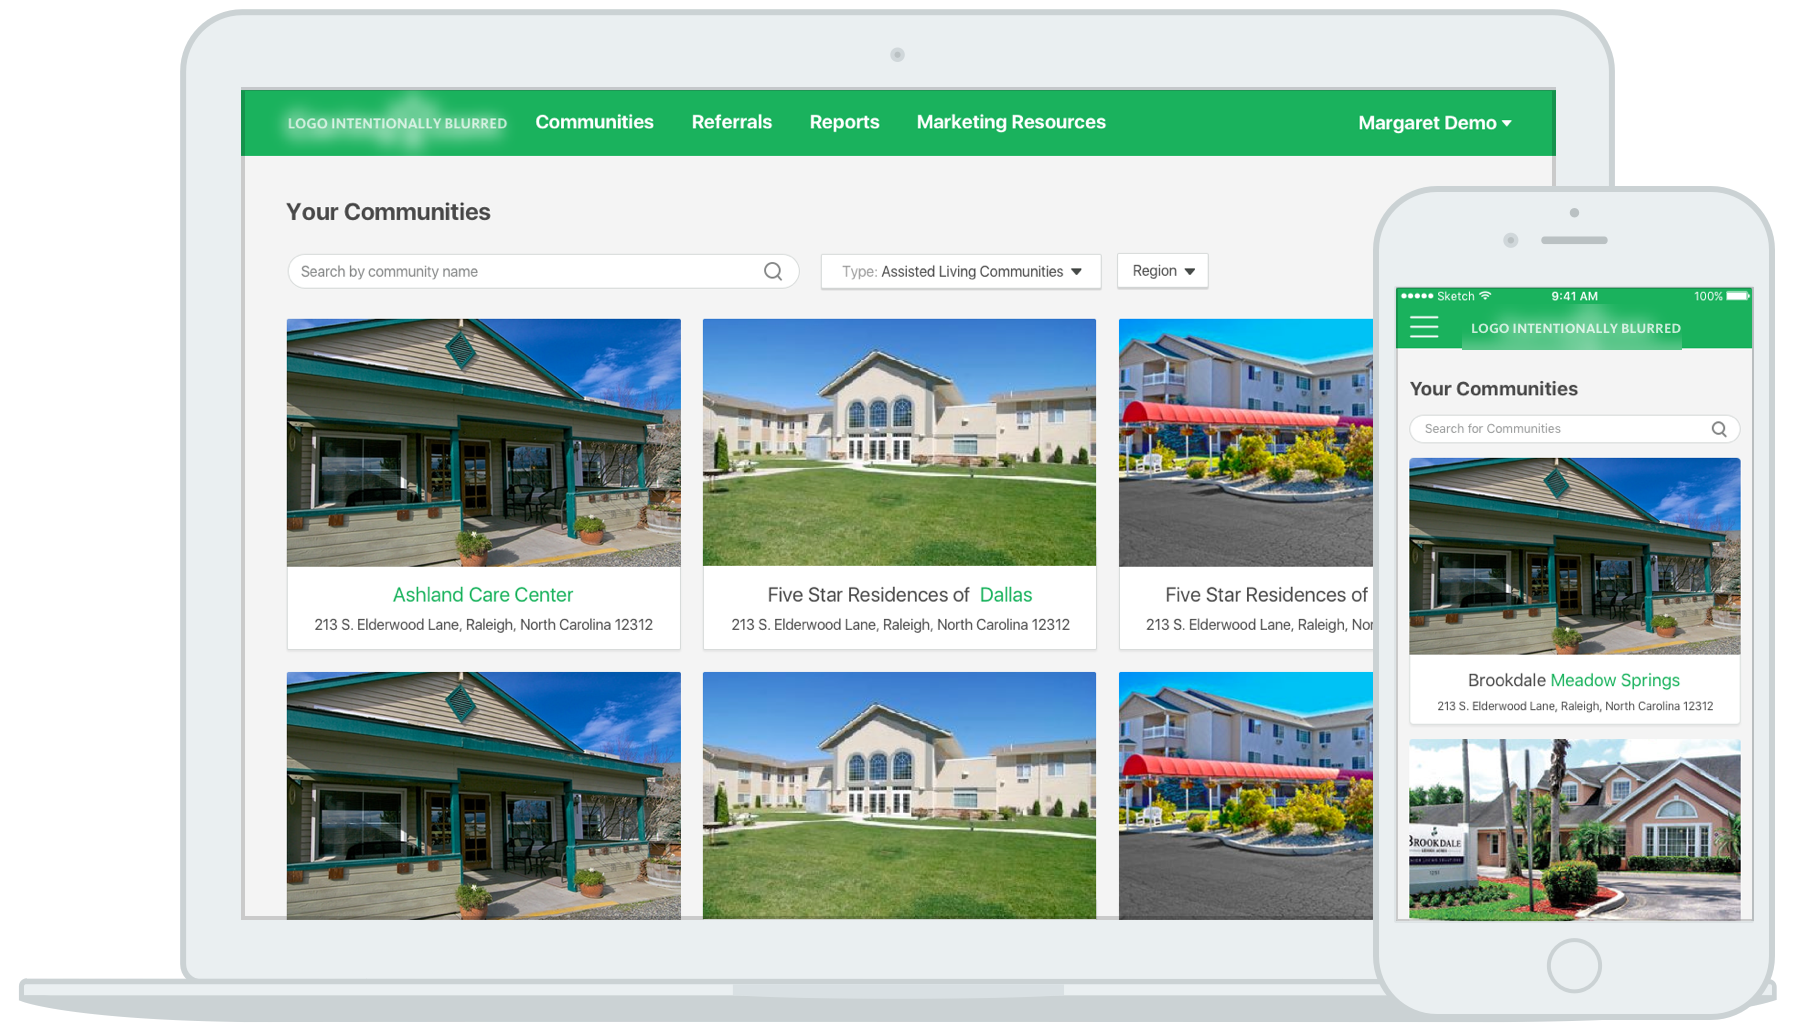 LOGO INTENTIONALLY BLURRED Communities Referrals Reports Marketing Resources Margaret Demo
Your Communities
Search by community name Type: Assisted Living Communities Region
Ashland Care Center
213 S. Elderwood Lane, Raleigh, North Carolina 12312
Five Star Residences of Dallas
213 S. Elderwood Lane, Raleigh, North Carolina 12312
Five Star Residences of
213 S. Elderwood Lane, Raleigh, Nor
Sketch 9:41 AM 100%
LOGO INTENTIONALLY BLURRED
Your Communities
Search for Communities
Brookdale Meadow Springs
213 S. Elderwood Lane, Raleigh, North Carolina 12312
BROOKDALE